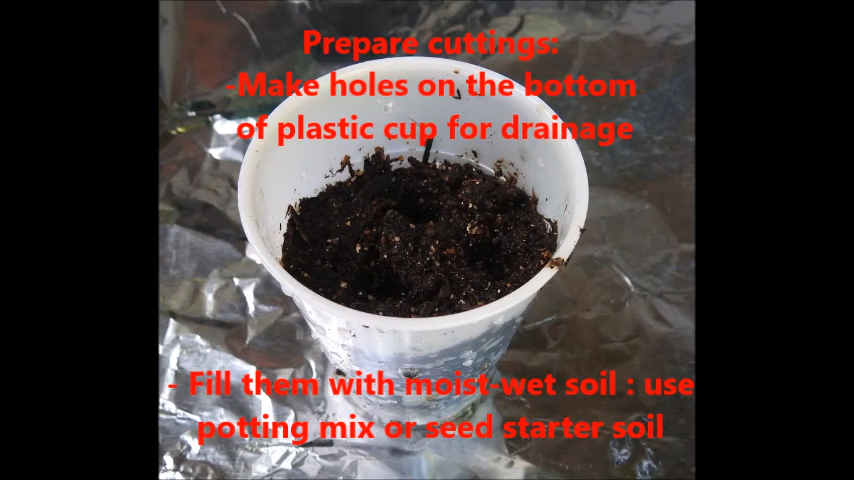 Prepare cuttings:
-Make holes on the bottom
of plastic cup for drainage
- Fill them with moist-wet soil : use
potting mix or seed starter soil